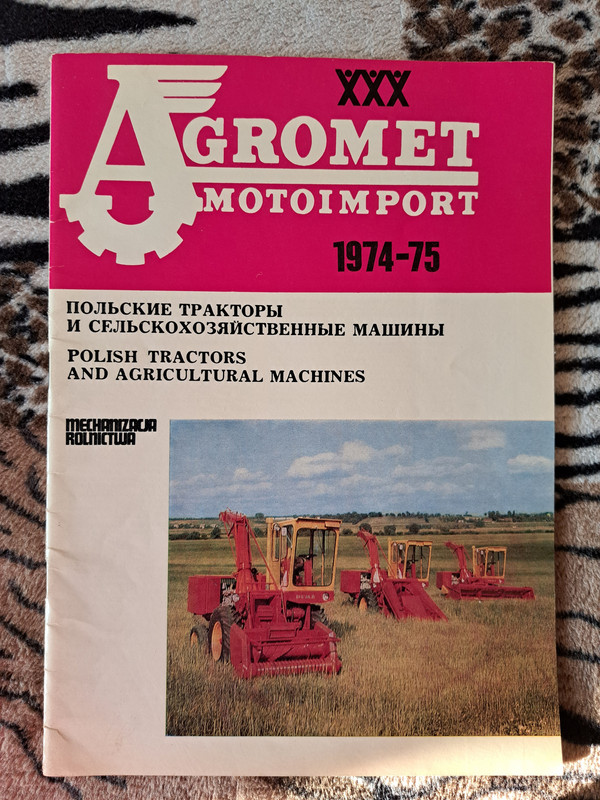 XXX
AGROMET
MOTOIMPORT
1974-75
ПОЛЬСКИЕ ТРАКТОРЫ
И СЕЛЬСКОХОЗЯЙСТВЕННЫЕ МАШИНЫ
POLISH TRACTORS
AND AGRICULTURAL MACHINES
MECHANIZACJA
ROLNICTWA